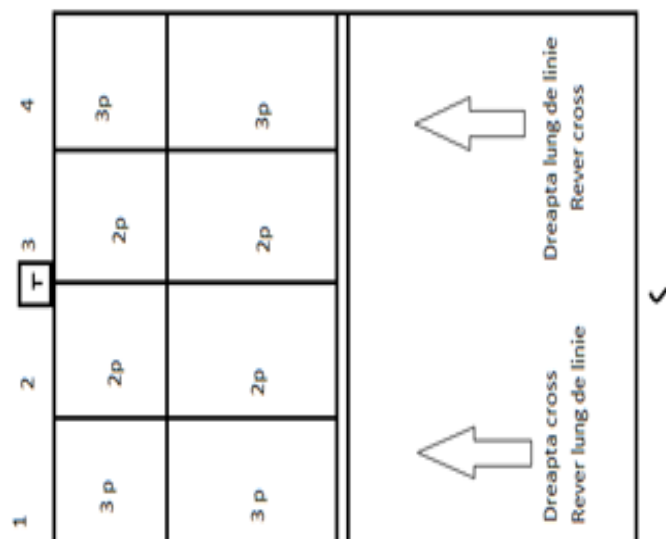 4
3
2
1
T
3p
3p
2p
2p
2p
2p
3 p
3 p
Dreapta lung de linie
Rever cross
Dreapta cross
Rever lung de linie